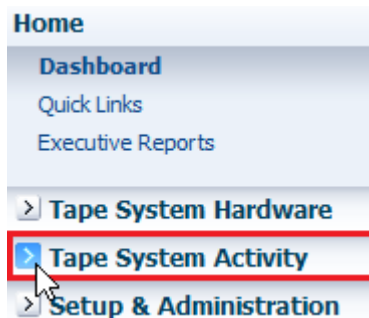 Home
Dashboard
Quick Links
Executive Reports
Tape System Hardware
Tape System Activity
Setup & Administration